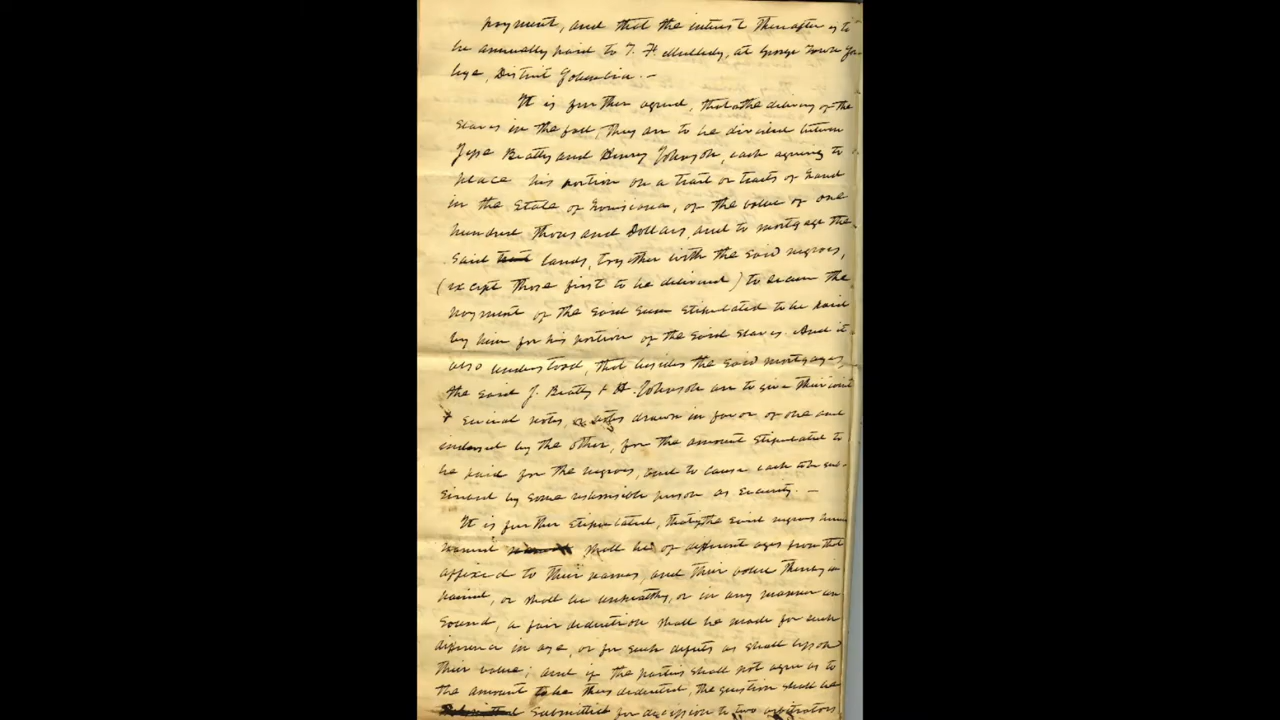 payment, and that the interest thereafter is to
be annually paid to T. F. Mulledy, at George Town Col
lege, District Columbia. —
It is further agreed, that on the delivery of the
slaves in the fall, they are to be divided between
Jesse Beatty and Henry Johnson, each agreeing to
place his portion on a tract or tracts of Land
in the State of Louisiana, of the value of one
hundred thousand Dollars, and to mortgage the
said lands, together with the said negroes,
(except those first to be delivered) to secure the
payment of the said sum stipulated to be paid
by him for his portion of the said slaves. And it
also understood, that besides the said mortgages
the said J. Beatty & H. Johnson are to give their joint
& several notes, or notes drawn in favor of one and
indorsed by the other, for the amount stipulated to
be paid for the negroes, and to cause each to be
signed by some responsible person as security. —
It is further stipulated, that if the said negroes herein
named shall be of different ages from that
affixed to their names, and their value thereby im
paired, or shall be unhealthy, or in any manner un
sound, a fair deduction shall be made for such
difference in age, or for such defects as shall lessen
their value; and if the parties shall not agree as to
the amount to be thus deducted, the question shall be
submitted for decision to two arbitrators